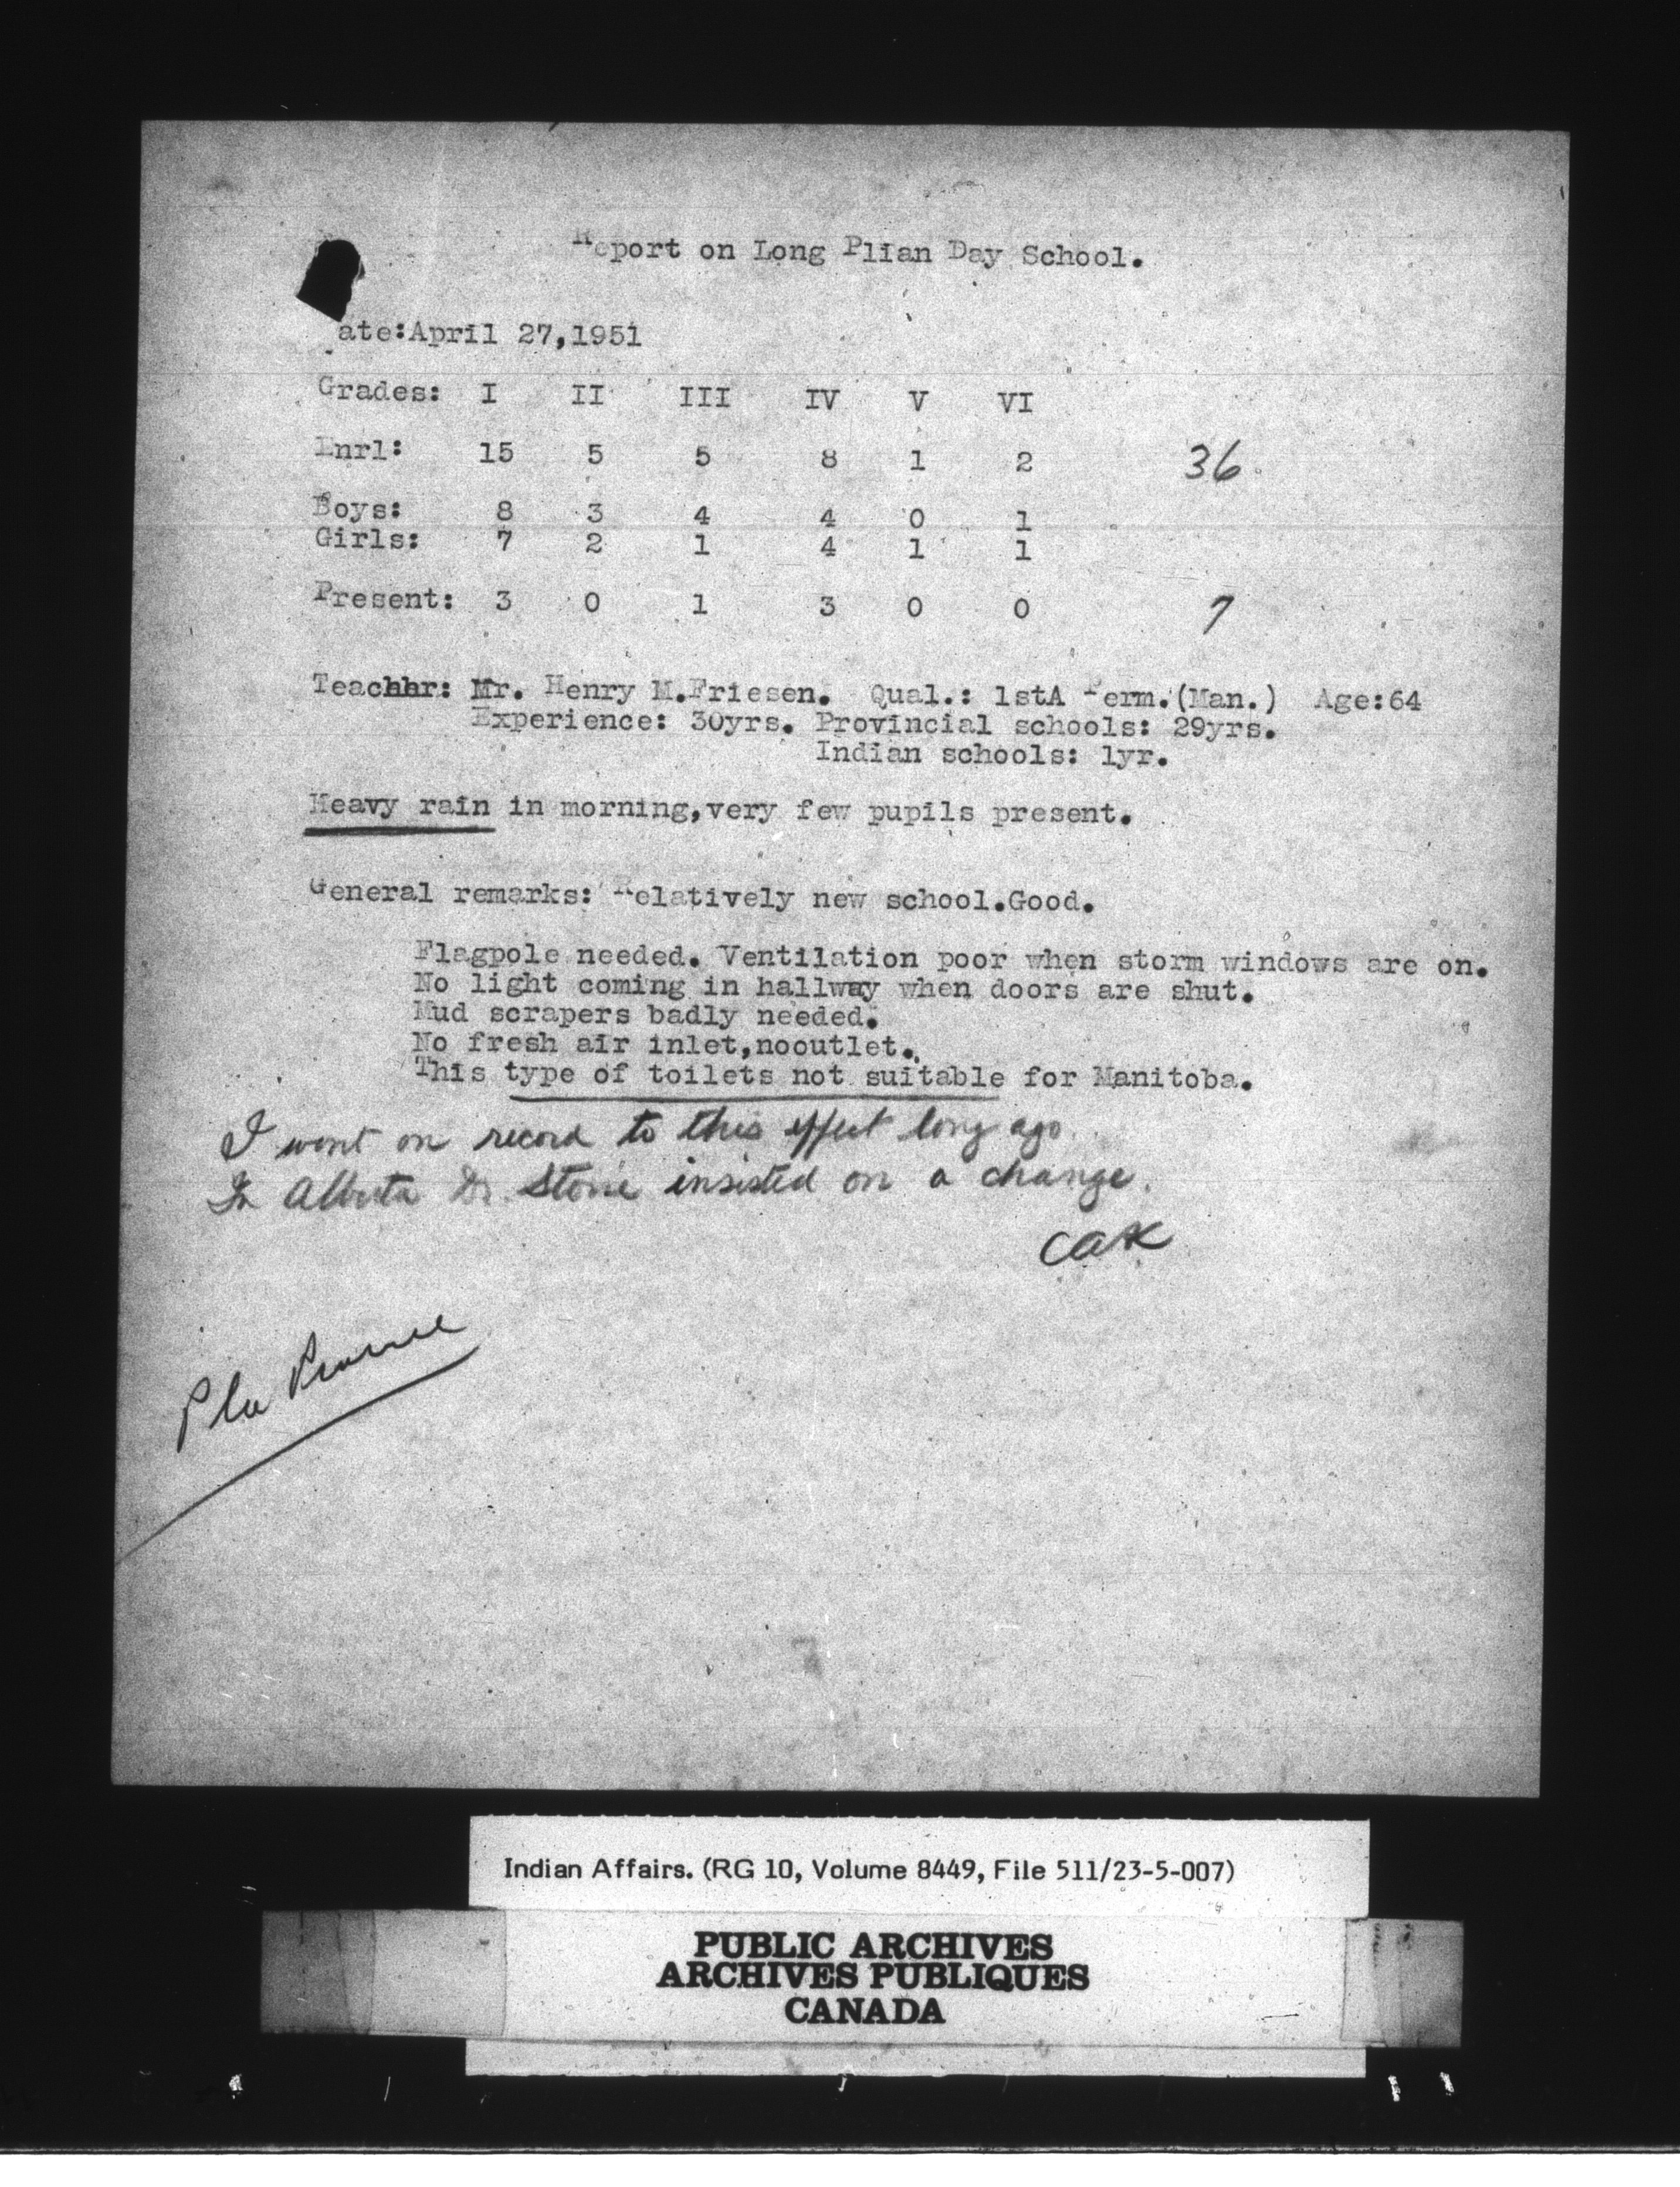 Report on Long Plian Day School.
ate:April 27,1951
Grades: I II III IV V VI
Enrl: 15 5 5 8 1 2 36
Boys: 8 3 4 4 0 1
Girls: 7 2 1 4 1 1
Present: 3 0 1 3 0 0 7
Teachhr: Mr. Henry M.Friesen. Qual.: 1stA Perm.(Man.) Age:64
Experience: 30yrs. Provincial schools: 29yrs.
Indian schools: 1yr.
Heavy rain in morning,very few pupils present.
General remarks: Relatively new school.Good.
Flagpole needed. Ventilation poor when storm windows are on.
No light coming in hallway when doors are shut.
Mud scrapers badly needed.
No fresh air inlet,nooutlet.
This type of toilets not suitable for Manitoba.
I went on record to this effect long ago.
In Alberta Dr. Stone insisted on a change.
CAK
Indian Affairs. (RG 10, Volume 8449, File 511/23-5-007)
PUBLIC ARCHIVES
ARCHIVES PUBLIQUES
CANADA